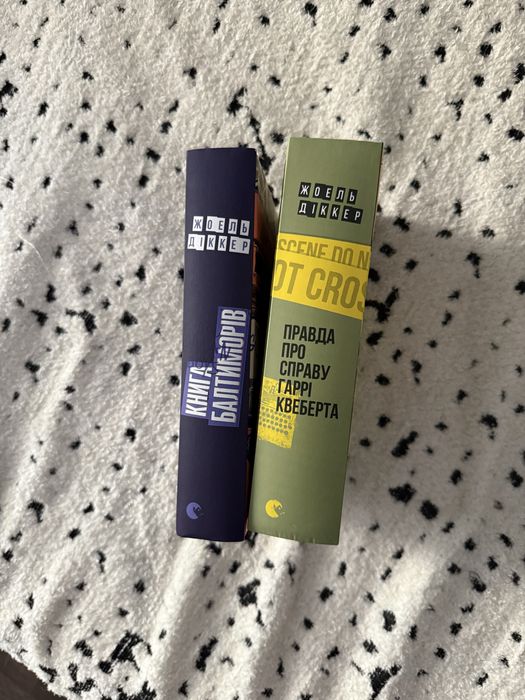 ЖОЕЛЬ
ДІККЕР
КНИГА
БАЛТИМОРІВ
ЖОЕЛЬ
ДІККЕР
SCENE DO N
OT CROS
ПРАВДА
ПРО
СПРАВУ
ГАРРІ
КВЕБЕРТА